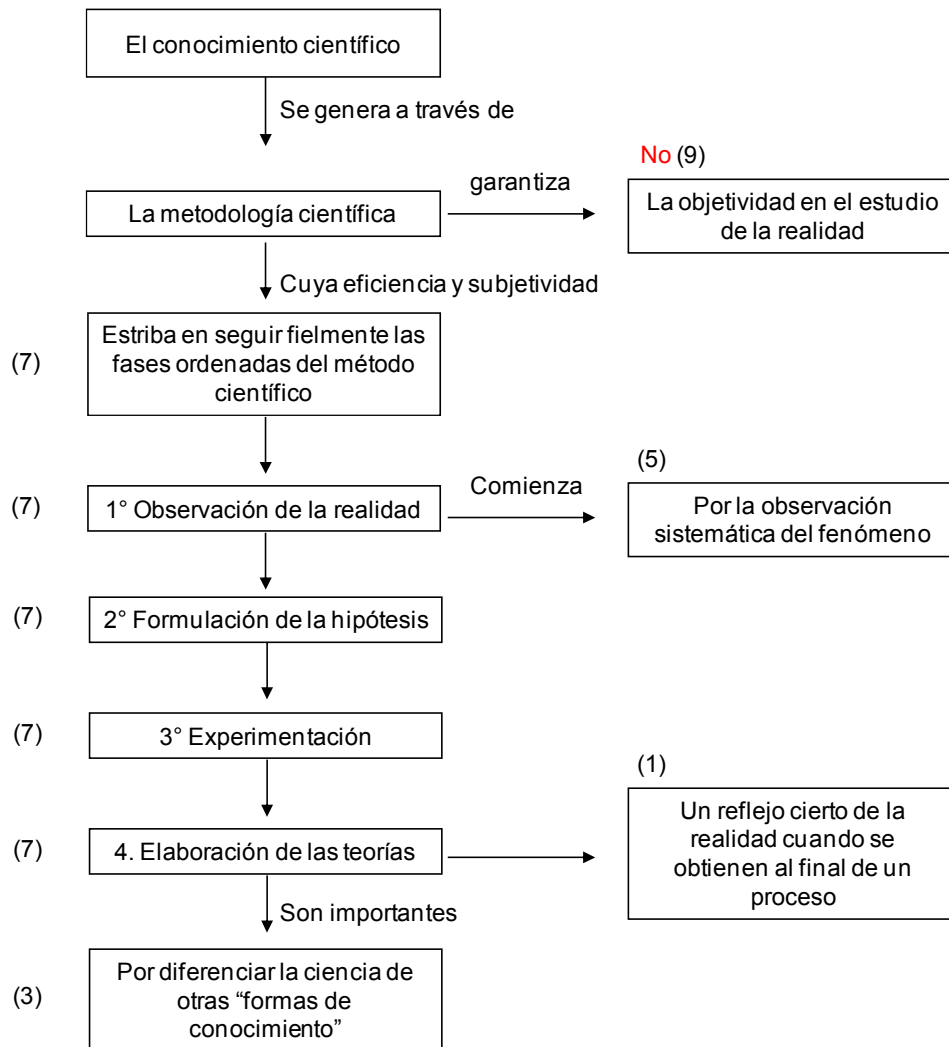 El conocimiento científico
Se genera a través de
No (9)
garantiza
La metodología científica
La objetividad en el estudio
de la realidad
Cuya eficiencia y subjetividad
(7)
Estriba en seguir fielmente las
fases ordenadas del método
científico
(5)
(7)
1° Observación de la realidad
Comienza
Por la observación
sistemática del fenómeno
(7)
2° Formulación de la hipótesis
(7)
3° Experimentación
(1)
(7)
4. Elaboración de las teorías
Un reflejo cierto de la
realidad cuando se
obtienen al final de un
proceso
Son importantes
(3)
Por diferenciar la ciencia de
otras “formas de
conocimiento”